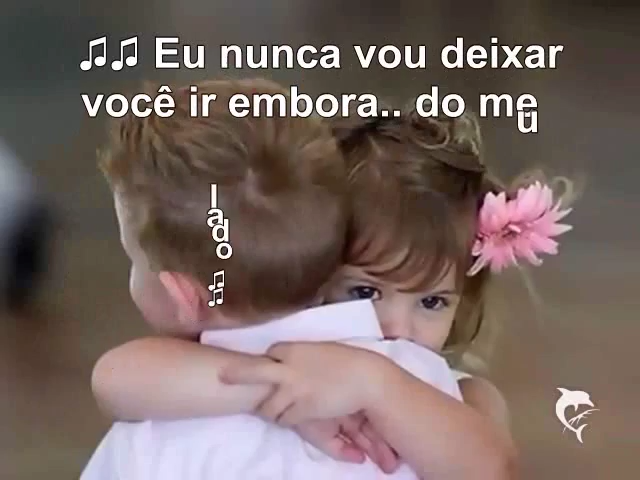 ♫♫ Eu nunca vou deixar
você ir embora.. do meu
lado
♫♫